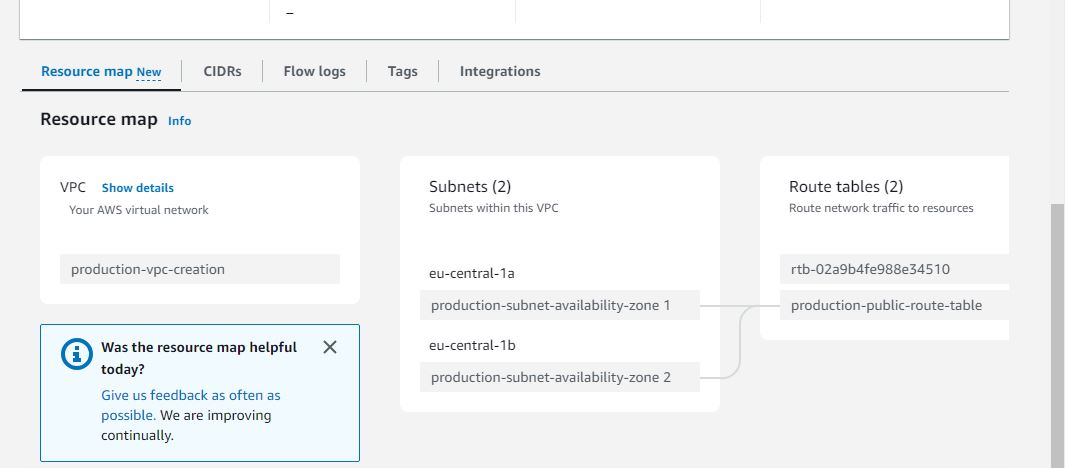 –
Resource map New
CIDRs
Flow logs
Tags
Integrations
Resource map Info
VPC Show details
Your AWS virtual network
production-vpc-creation
Subnets (2)
Subnets within this VPC
eu-central-1a
production-subnet-availability-zone 1
eu-central-1b
production-subnet-availability-zone 2
Route tables (2)
Route network traffic to resources
rtb-02a9b4fe988e34510
production-public-route-table
Was the resource map helpful
today?
Give us feedback as often as
possible. We are improving
continually.